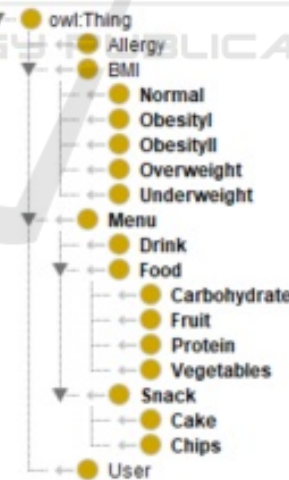 owl:Thing
Allergy
BMI
Normal
ObesityI
ObesityII
Overweight
Underweight
Menu
Drink
Food
Carbohydrate
Fruit
Protein
Vegetables
Snack
Cake
Chips
User